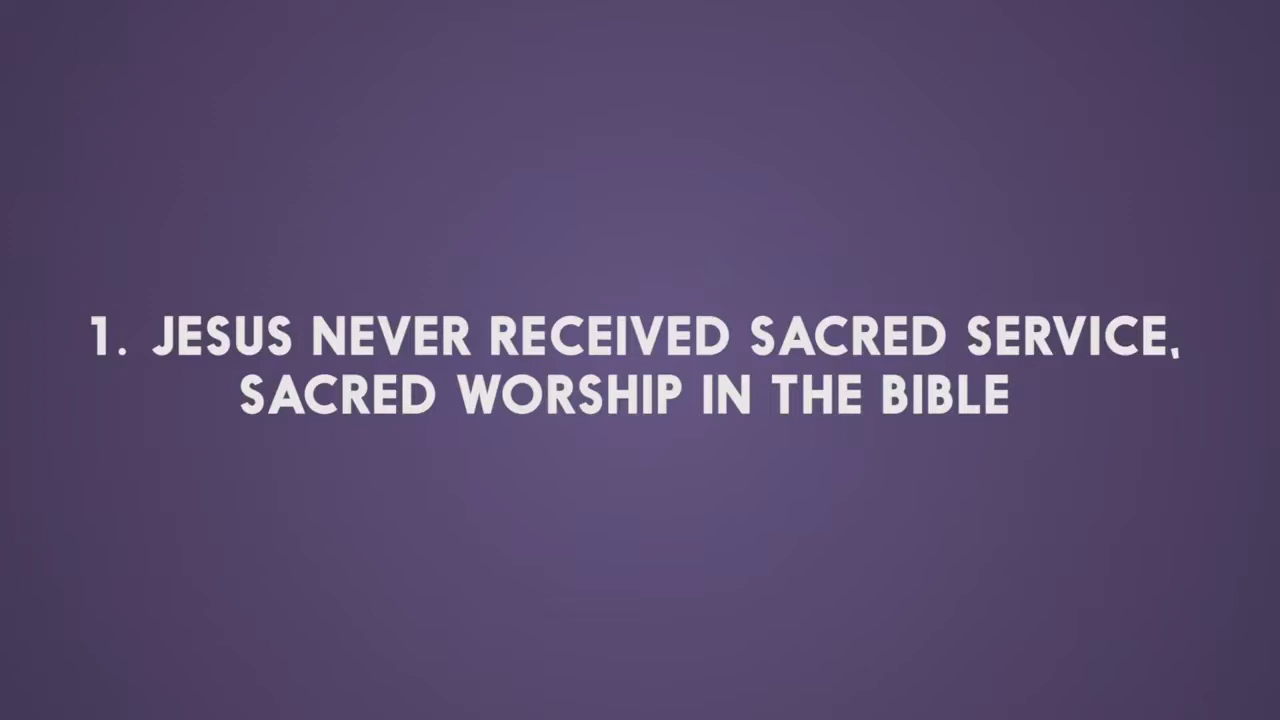 1. JESUS NEVER RECEIVED SACRED SERVICE,
SACRED WORSHIP IN THE BIBLE